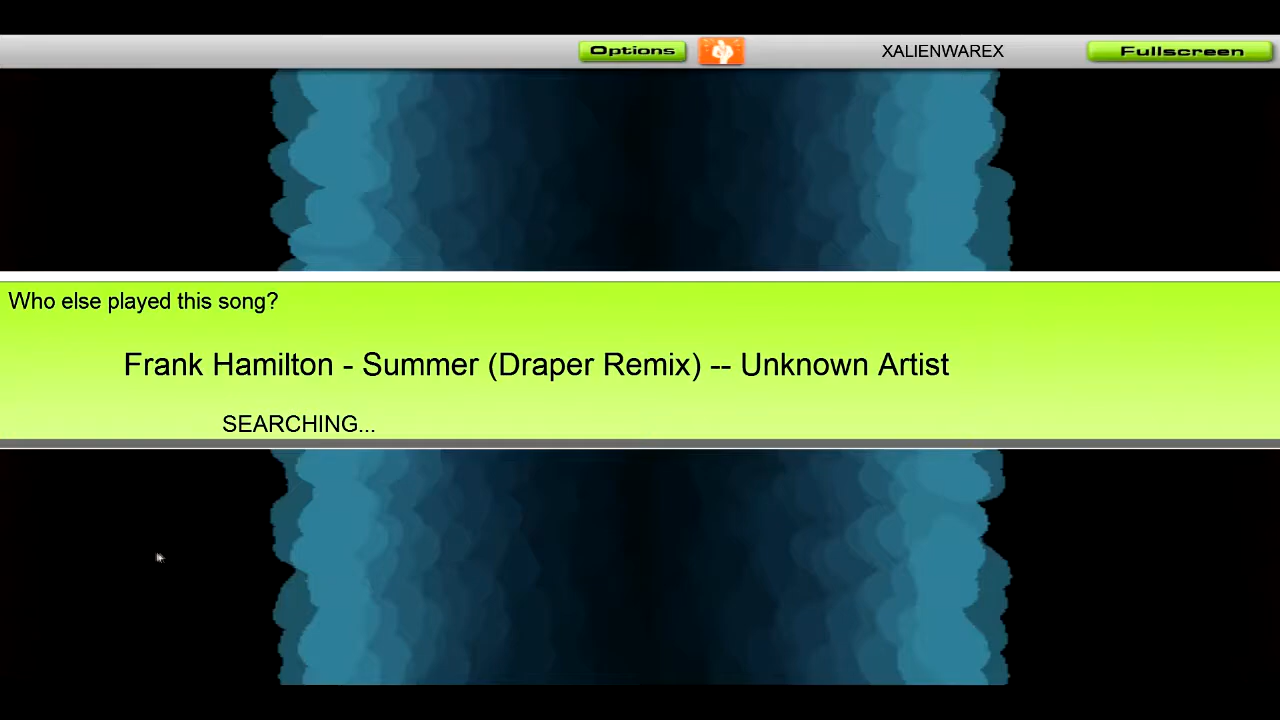 Options
XALIENWAREX
Fullscreen
Who else played this song?
Frank Hamilton - Summer (Draper Remix) -- Unknown Artist
SEARCHING...